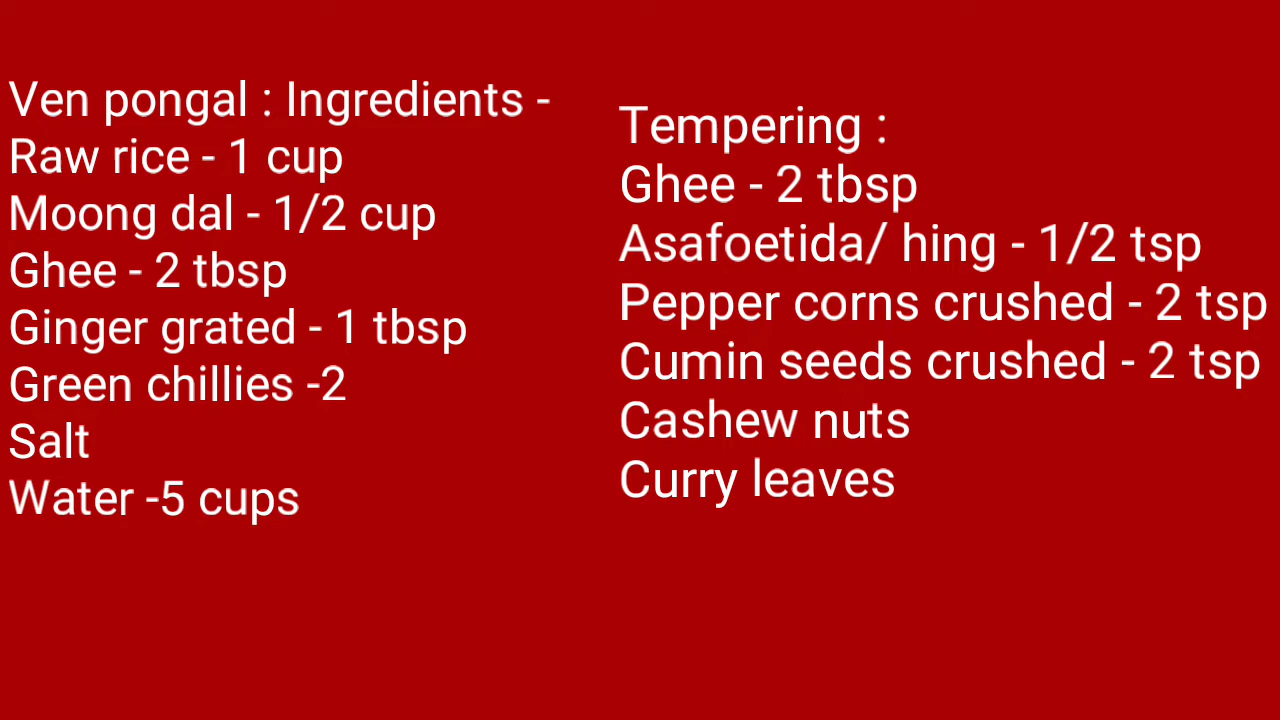 Ven pongal : Ingredients -
Raw rice - 1 cup
Moong dal - 1/2 cup
Ghee - 2 tbsp
Ginger grated - 1 tbsp
Green chillies -2
Salt
Water -5 cups
Tempering :
Ghee - 2 tbsp
Asafoetida/ hing - 1/2 tsp
Pepper corns crushed - 2 tsp
Cumin seeds crushed - 2 tsp
Cashew nuts
Curry leaves